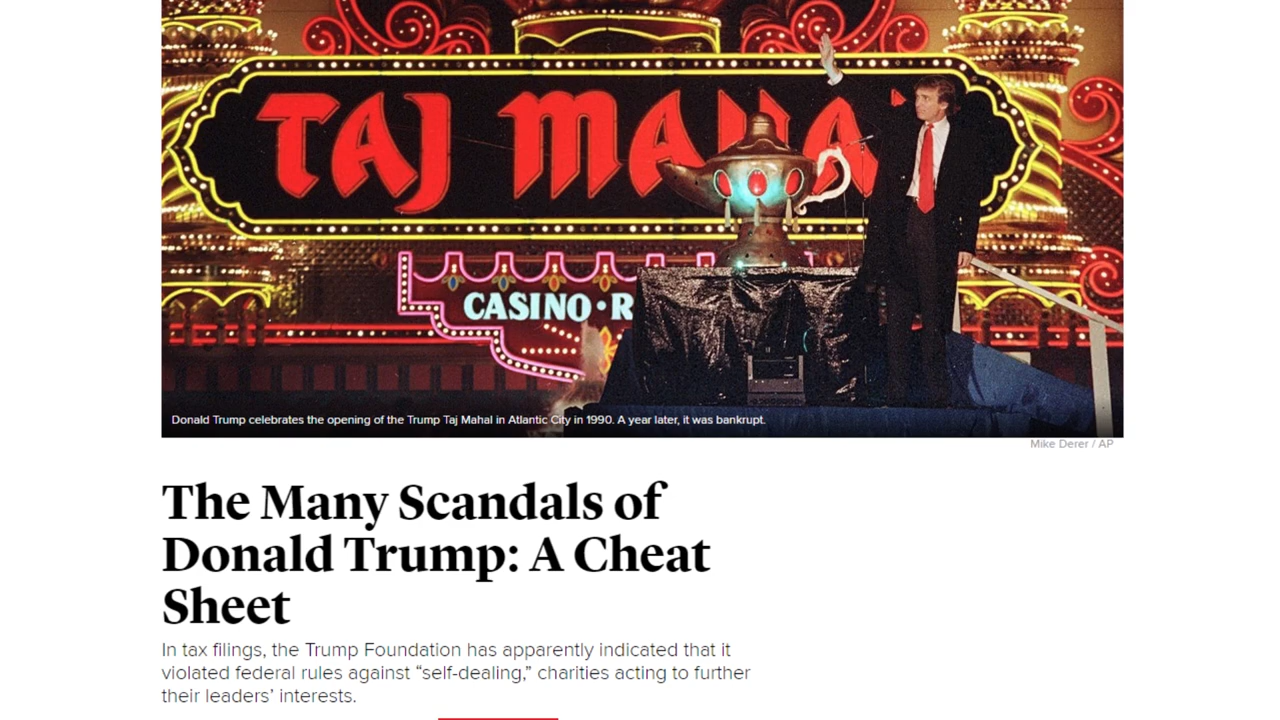 TAJ MAHA
CASINO • R
Donald Trump celebrates the opening of the Trump Taj Mahal in Atlantic City in 1990. A year later, it was bankrupt.
Mike Derer / AP
The Many Scandals of
Donald Trump: A Cheat
Sheet
In tax filings, the Trump Foundation has apparently indicated that it
violated federal rules against “self-dealing,” charities acting to further
their leaders’ interests.